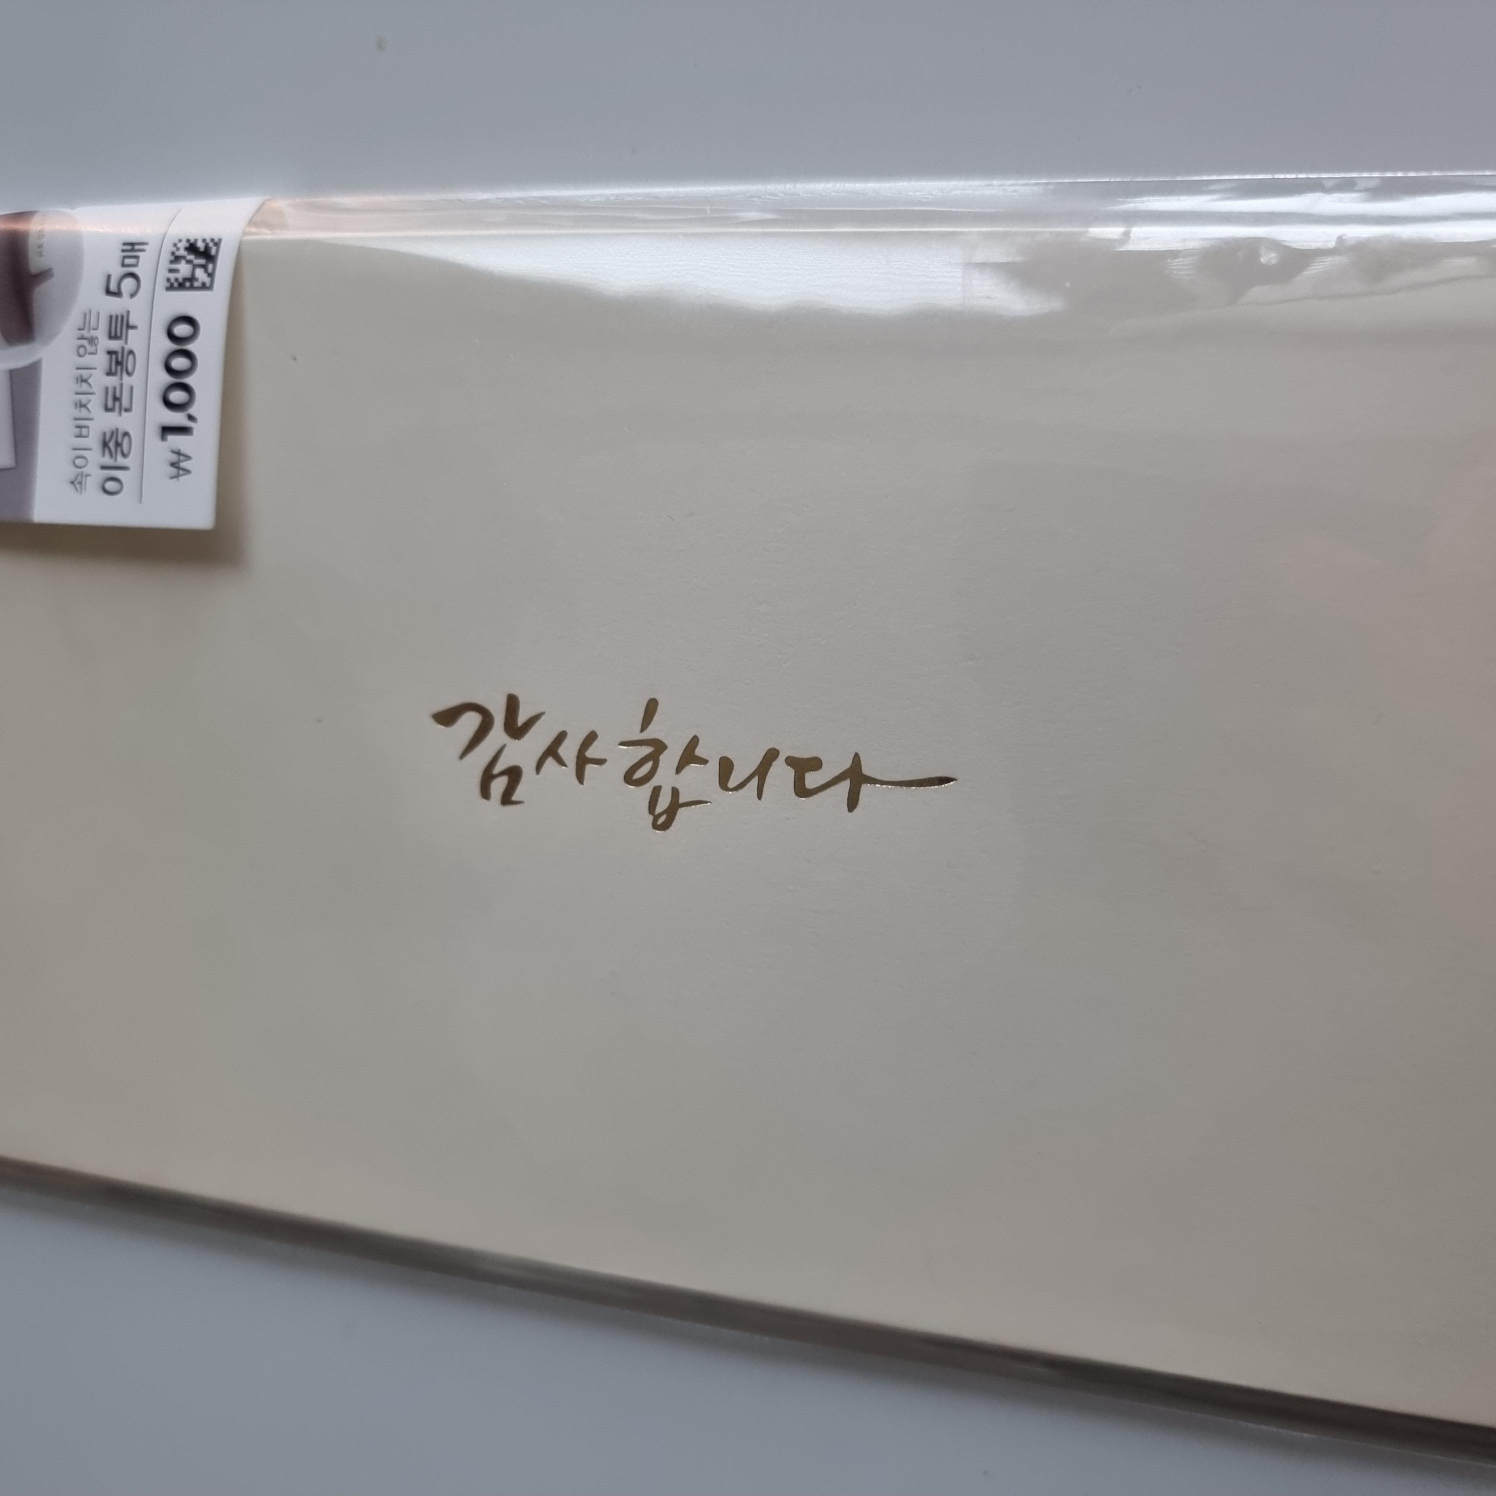 속이 비치지 않는
이중 돈봉투 5매
₩1,000
감사합니다